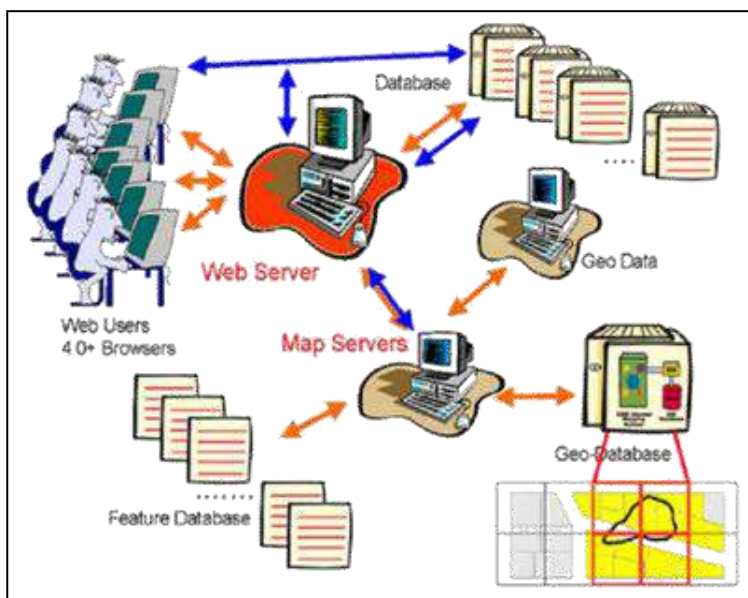 Database
Web Server
Geo Data
Web Users
4.0+ Browsers
Map Servers
Geo-Database
Feature Database